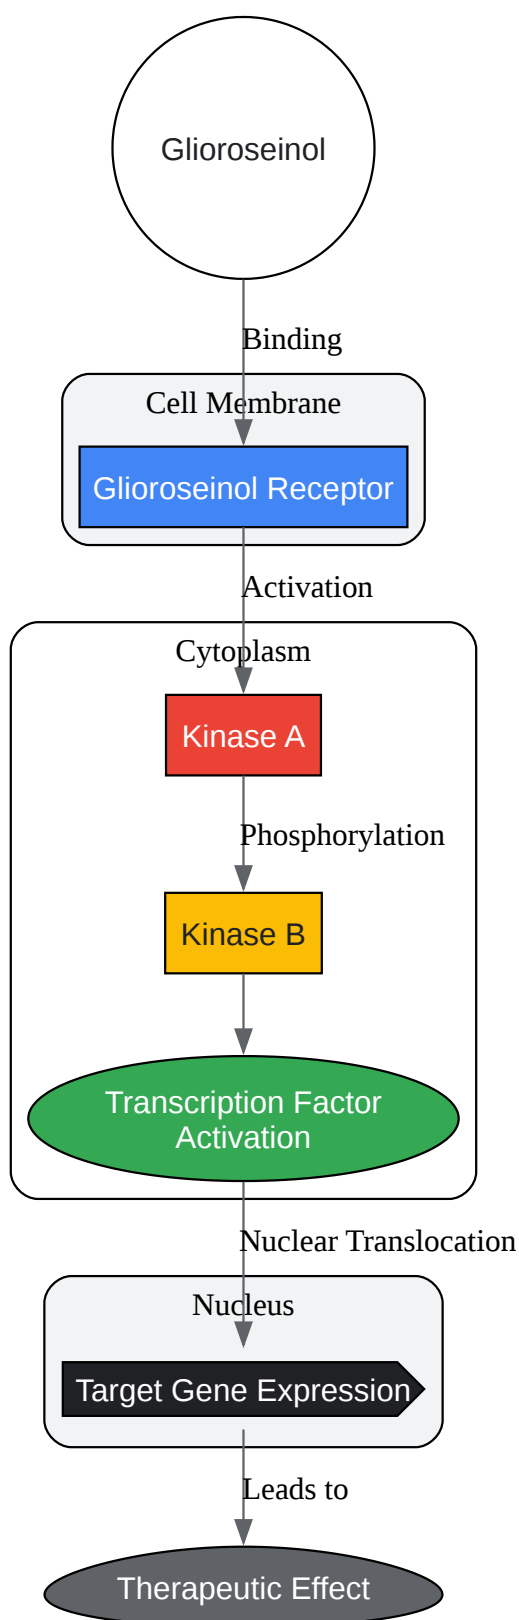 Glioroseinol
Binding
Cell Membrane
Glioroseinol Receptor
Activation
Cytoplasm
Kinase A
Phosphorylation
Kinase B
Transcription Factor
Activation
Nuclear Translocation
Nucleus
Target Gene Expression
Leads to
Therapeutic Effect